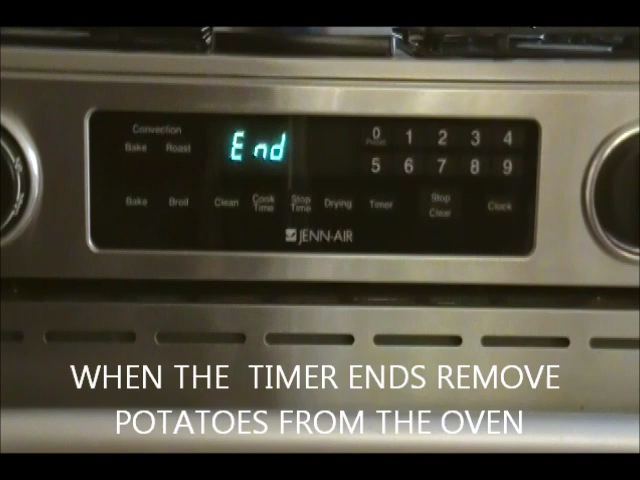 Convection
Bake Roast
End
0 1 2 3 4
5 6 7 8 9
Bake Broil Clean Cook Time Stop Time Drying Timer Stop Clear Clock
JENN-AIR
WHEN THE TIMER ENDS REMOVE
POTATOES FROM THE OVEN